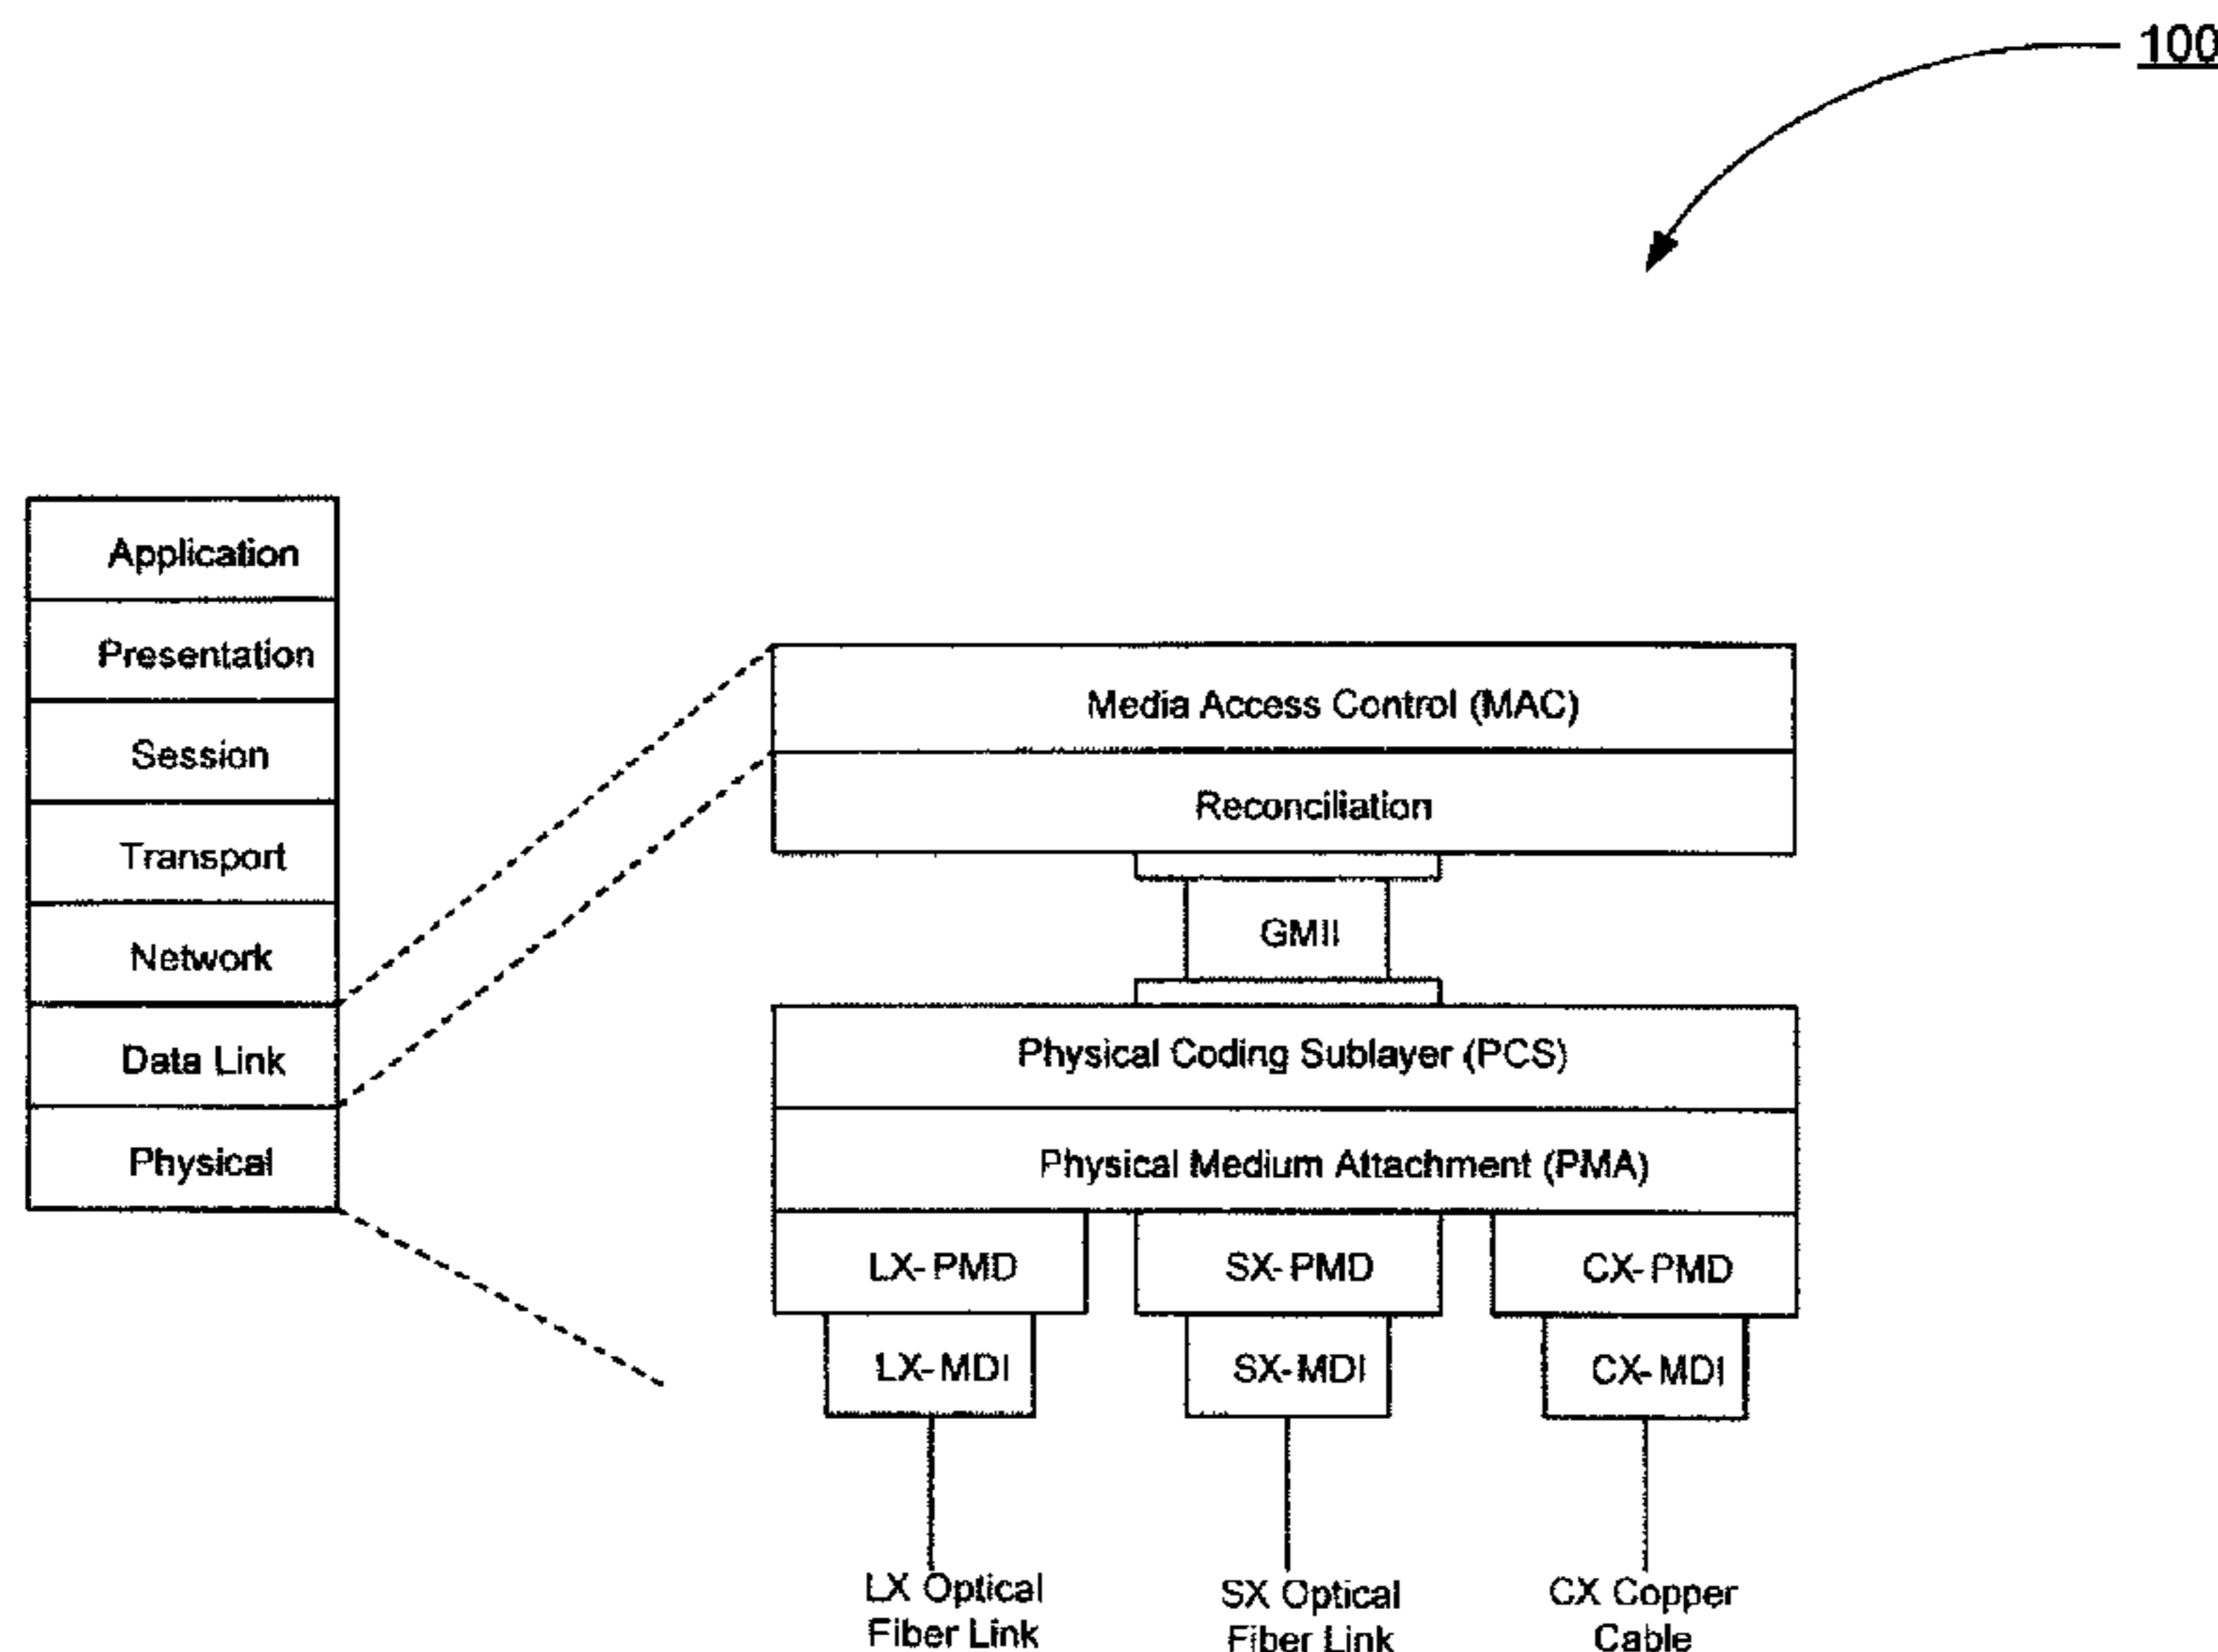 100
Application
Presentation
Session
Transport
Network
Data Link
Physical
Media Access Control (MAC)
Reconciliation
GMII
Physical Coding Sublayer (PCS)
Physical Medium Attachment (PMA)
LX-PMD
SX-PMD
CX-PMD
LX-MDI
SX-MDI
CX-MDI
LX Optical
Fiber Link
SX Optical
Fiber Link
CX Copper
Cable